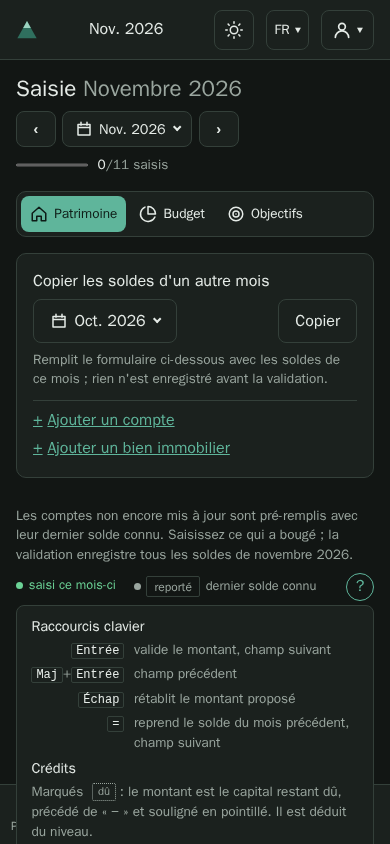 Nov. 2026
FR ▾
▾
Saisie Novembre 2026
‹ Nov. 2026 ›
0/11 saisis
Patrimoine Budget Objectifs
Copier les soldes d'un autre mois
Oct. 2026 Copier
Remplit le formulaire ci-dessous avec les soldes de
ce mois ; rien n'est enregistré avant la validation.
+ Ajouter un compte
+ Ajouter un bien immobilier
Les comptes non encore mis à jour sont pré-remplis avec
leur dernier solde connu. Saisissez ce qui a bougé ; la
validation enregistre tous les soldes de novembre 2026.
saisi ce mois-ci reporté dernier solde connu ?
Raccourcis clavier
Entrée valide le montant, champ suivant
Maj+Entrée champ précédent
Échap rétablit le montant proposé
= reprend le solde du mois précédent,
champ suivant
Crédits
Marqués dû : le montant est le capital restant dû,
précédé de « − » et souligné en pointillé. Il est déduit
du niveau.